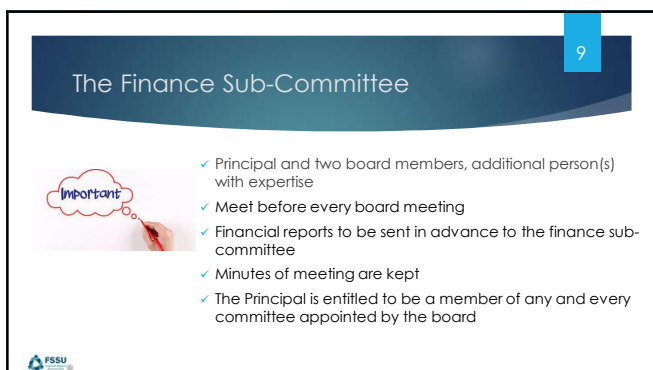 9
The Finance Sub-Committee
Important
✓ Principal and two board members, additional person(s)
with expertise
✓ Meet before every board meeting
✓ Financial reports to be sent in advance to the finance sub-
committee
✓ Minutes of meeting are kept
✓ The Principal is entitled to be a member of any and every
committee appointed by the board
FSSU